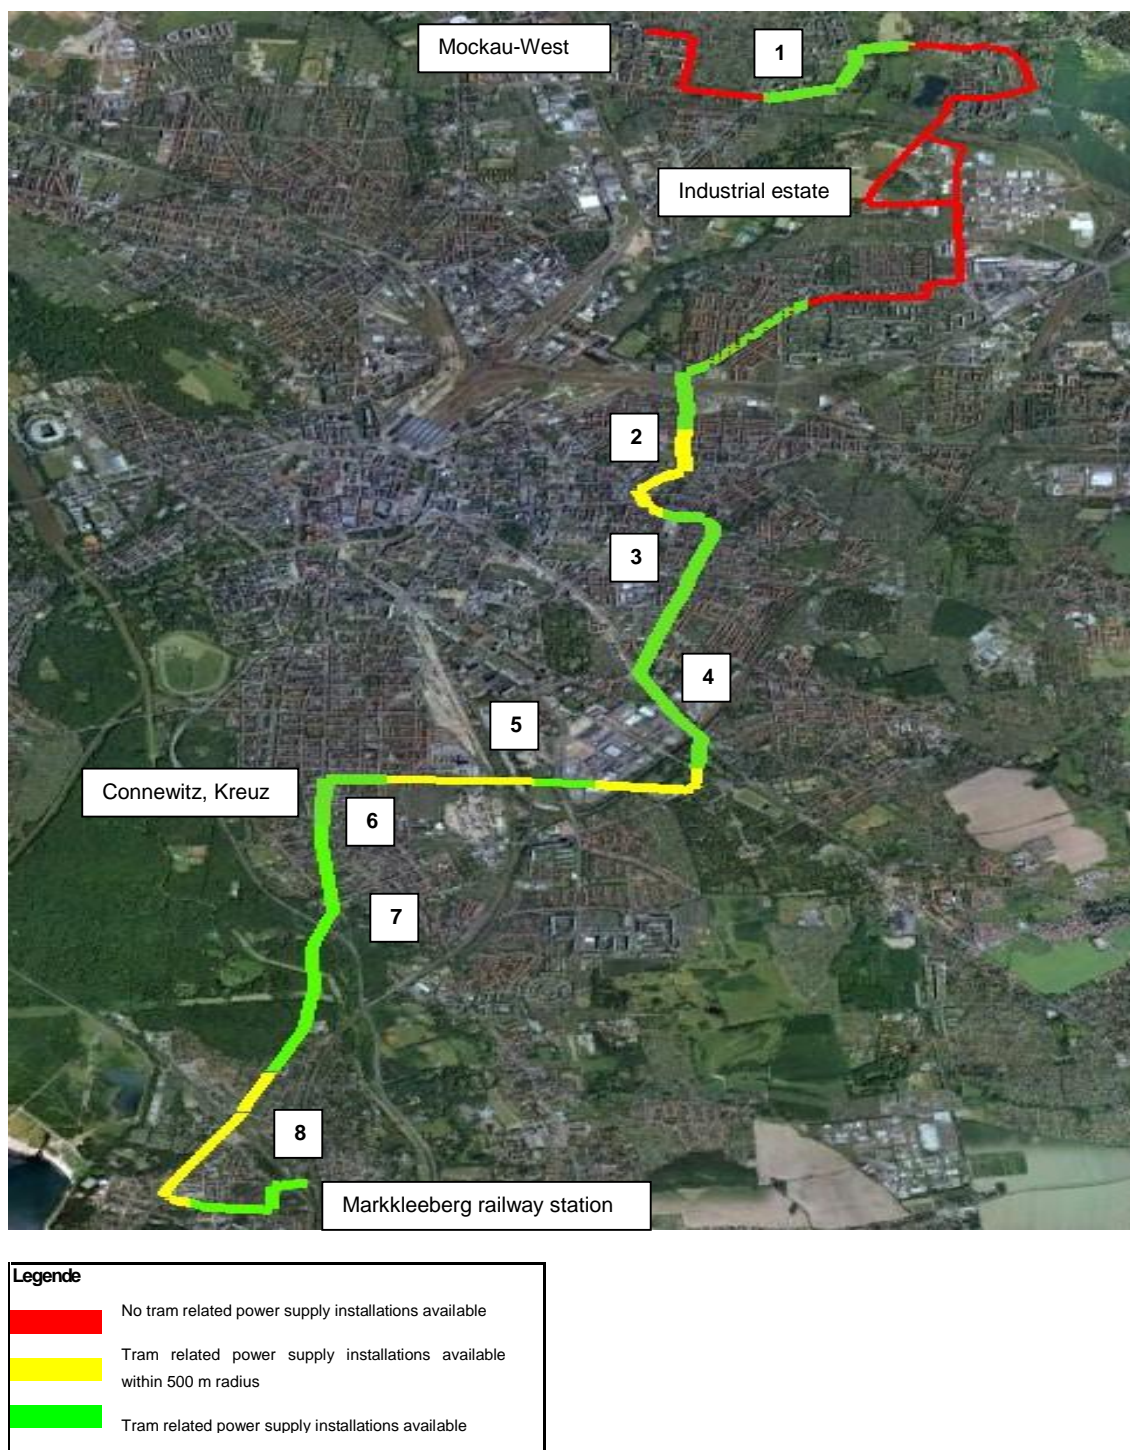 Mockau-West
1
Industrial estate
2
3
4
5
Connewitz, Kreuz
6
7
8
Markkleeberg railway station
Legende
No tram related power supply installations available
Tram related power supply installations available
within 500 m radius
Tram related power supply installations available